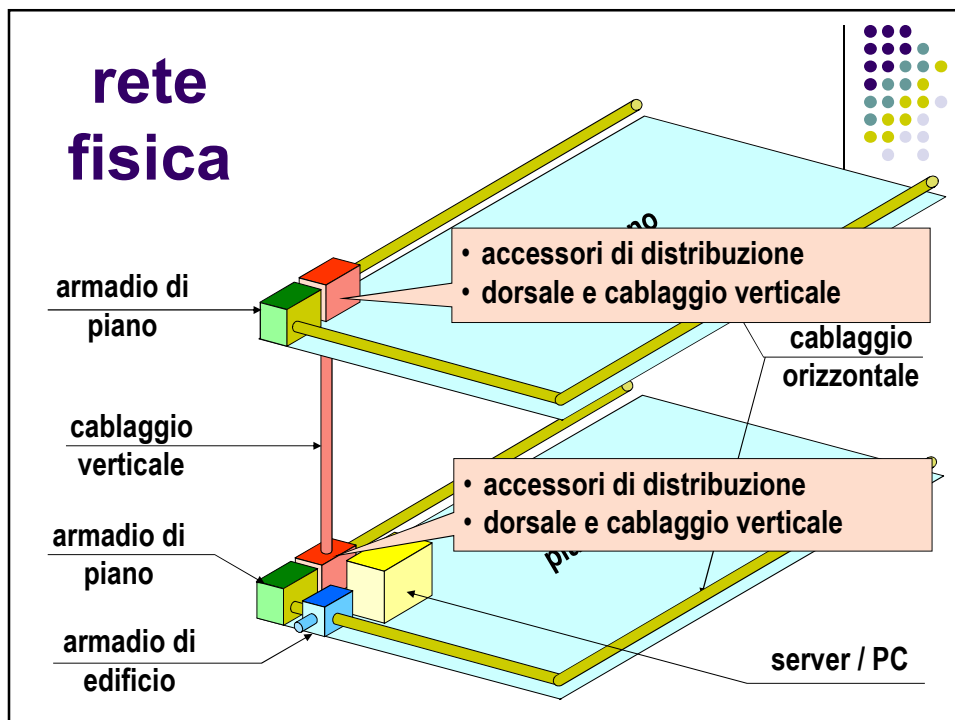 rete
fisica
• accessori di distribuzione
• dorsale e cablaggio verticale
armadio di
piano
cablaggio
orizzontale
cablaggio
verticale
• accessori di distribuzione
• dorsale e cablaggio verticale
armadio di
piano
armadio di
edificio
server / PC